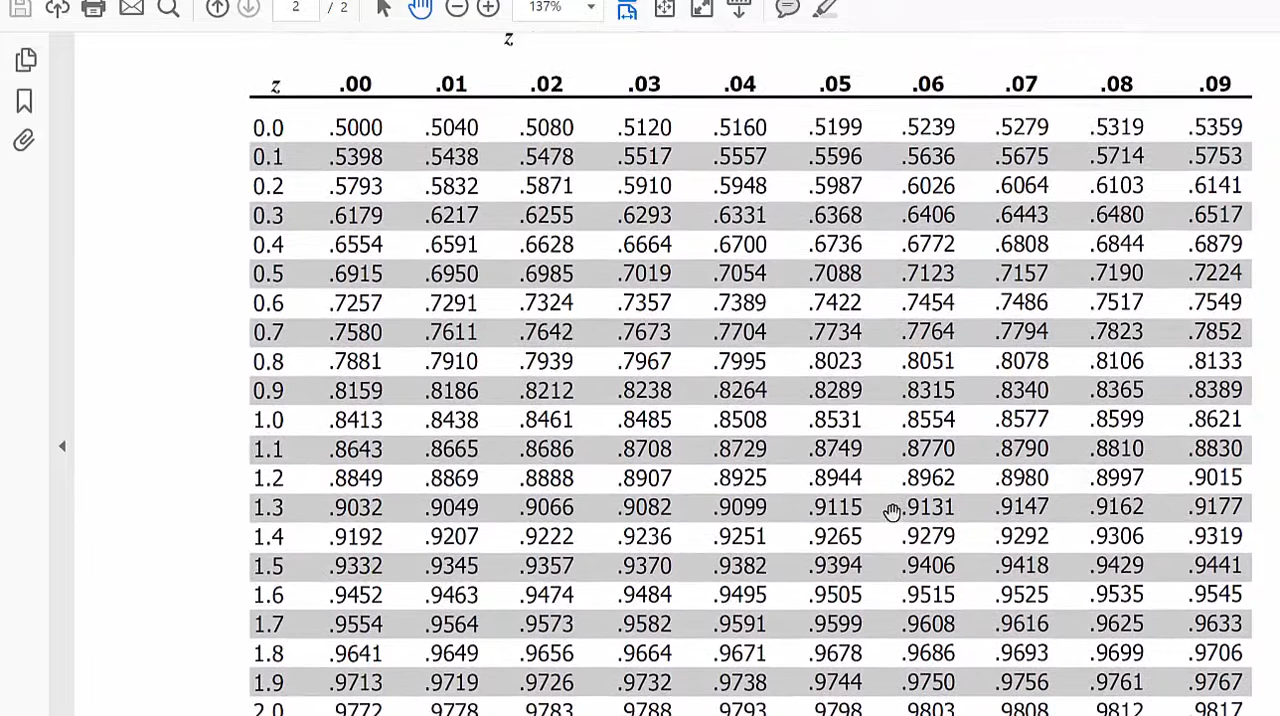 2 / 2 137%
z
z .00 .01 .02 .03 .04 .05 .06 .07 .08 .09
0.0 .5000 .5040 .5080 .5120 .5160 .5199 .5239 .5279 .5319 .5359
0.1 .5398 .5438 .5478 .5517 .5557 .5596 .5636 .5675 .5714 .5753
0.2 .5793 .5832 .5871 .5910 .5948 .5987 .6026 .6064 .6103 .6141
0.3 .6179 .6217 .6255 .6293 .6331 .6368 .6406 .6443 .6480 .6517
0.4 .6554 .6591 .6628 .6664 .6700 .6736 .6772 .6808 .6844 .6879
0.5 .6915 .6950 .6985 .7019 .7054 .7088 .7123 .7157 .7190 .7224
0.6 .7257 .7291 .7324 .7357 .7389 .7422 .7454 .7486 .7517 .7549
0.7 .7580 .7611 .7642 .7673 .7704 .7734 .7764 .7794 .7823 .7852
0.8 .7881 .7910 .7939 .7967 .7995 .8023 .8051 .8078 .8106 .8133
0.9 .8159 .8186 .8212 .8238 .8264 .8289 .8315 .8340 .8365 .8389
1.0 .8413 .8438 .8461 .8485 .8508 .8531 .8554 .8577 .8599 .8621
1.1 .8643 .8665 .8686 .8708 .8729 .8749 .8770 .8790 .8810 .8830
1.2 .8849 .8869 .8888 .8907 .8925 .8944 .8962 .8980 .8997 .9015
1.3 .9032 .9049 .9066 .9082 .9099 .9115 .9131 .9147 .9162 .9177
1.4 .9192 .9207 .9222 .9236 .9251 .9265 .9279 .9292 .9306 .9319
1.5 .9332 .9345 .9357 .9370 .9382 .9394 .9406 .9418 .9429 .9441
1.6 .9452 .9463 .9474 .9484 .9495 .9505 .9515 .9525 .9535 .9545
1.7 .9554 .9564 .9573 .9582 .9591 .9599 .9608 .9616 .9625 .9633
1.8 .9641 .9649 .9656 .9664 .9671 .9678 .9686 .9693 .9699 .9706
1.9 .9713 .9719 .9726 .9732 .9738 .9744 .9750 .9756 .9761 .9767
2.0 .9772 .9778 .9783 .9788 .9793 .9798 .9803 .9808 .9812 .9817